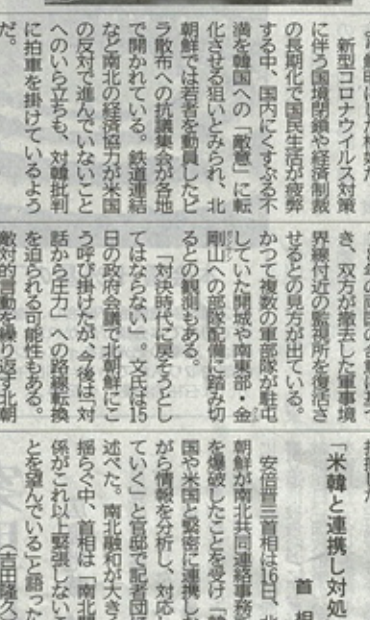 新型コロナウイルス対策
に伴う国境閉鎖や経済制裁
の長期化で国民生活が疲弊
する中、国内にくすぶる不
満を韓国への「敵意」に転
化させる狙いとみられ、北
朝鮮では若者を動員したビ
ラ散布への抗議集会が各地
で開かれている。鉄道連結
など南北の経済協力が米国
の反対で進んでいないこと
へのいら立ちも、対韓批判
に拍車を掛けているよう
だ。
き、双方が撤去した軍事境
界線付近の監視所を復活さ
せるとの見方が出ている。
かつて複数の軍部隊が駐屯
していた開城や南東部・金
剛山への部隊配備に踏み切
るとの観測もある。
「対決時代に戻そうとし
てはならない」。文氏は15
日の政府会議で北朝鮮にこ
う呼び掛けたが、今後は「対
話から圧力」への路線転換
を迫られる可能性もある。
敵対的言動を繰り返す北朝
「米韓と連携し対処
首相
安倍晋三首相は16日、北
朝鮮が南北共同連絡事務
を爆破したことを受け「韓
国や米国と緊密に連携しな
がら情報を分析し、対応し
ていく」と官邸で記者団に
述べた。南北融和が大きく
揺らぐ中、首相は「南北関
係がこれ以上緊張しないこ
とを望んでいる」と語った
（吉田隆久